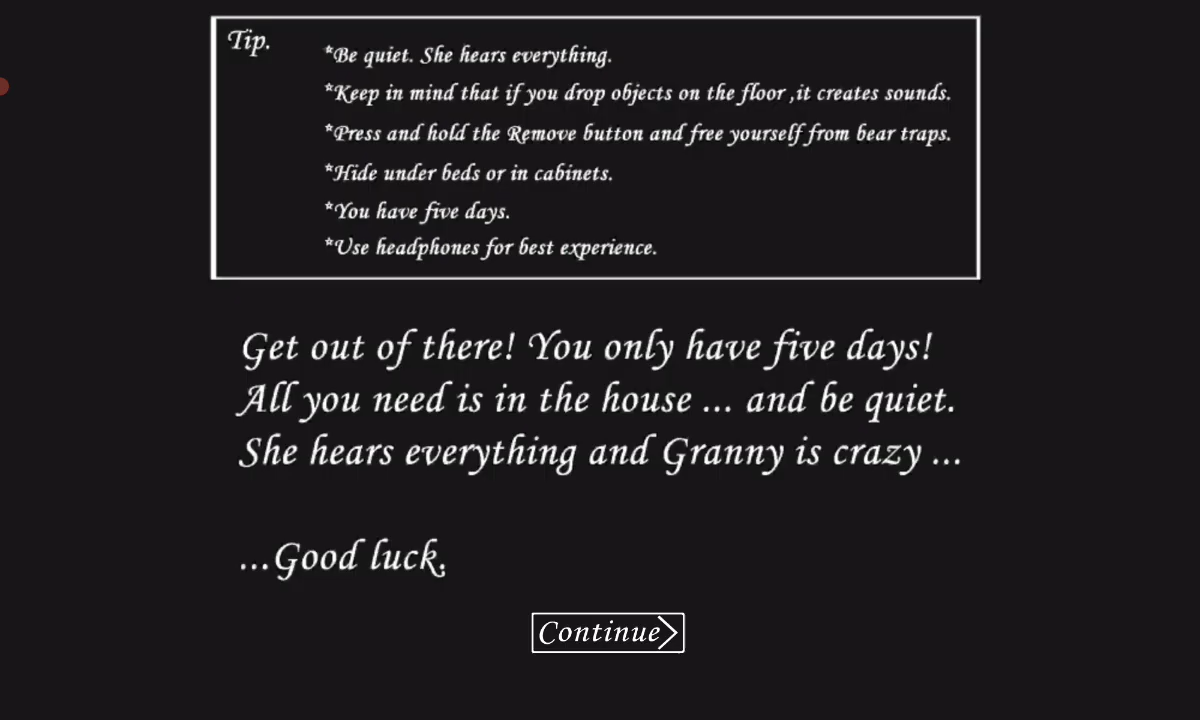 Tip.
*Be quiet. She hears everything.
*Keep in mind that if you drop objects on the floor ,it creates sounds.
*Press and hold the Remove button and free yourself from bear traps.
*Hide under beds or in cabinets.
*You have five days.
*Use headphones for best experience.
Get out of there! You only have five days!
All you need is in the house ... and be quiet.
She hears everything and Granny is crazy ...
...Good luck.
Continue